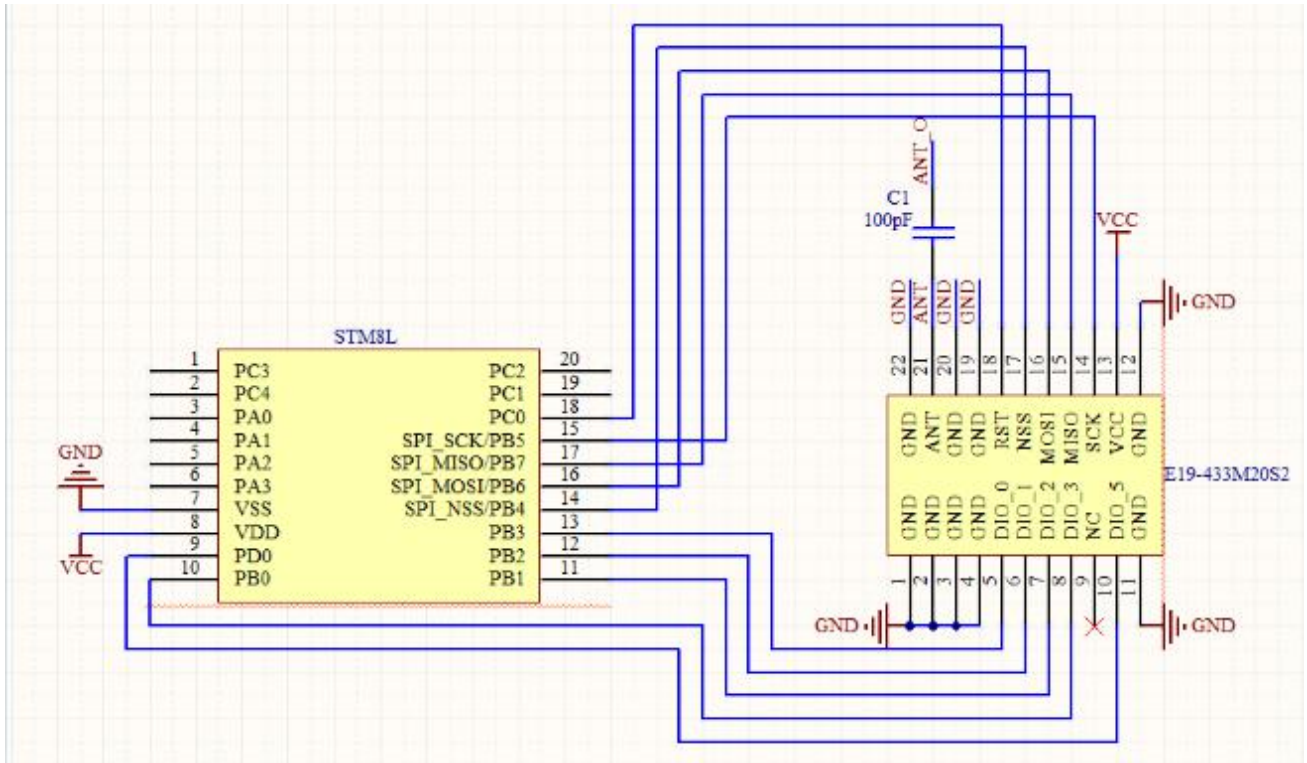 ANT_O
C1
100pF
VCC
GND
ANT
GND
GND
GND
STM8L
1 PC3
2 PC4
3 PA0
4 PA1
5 PA2
6 PA3
7 VSS
8 VDD
9 PD0
10 PB0
PC2 20
PC1 19
PC0 18
SPI_SCK/PB5 15
SPI_MISO/PB7 17
SPI_MOSI/PB6 16
SPI_NSS/PB4 14
PB3 13
PB2 12
PB1 11
GND
VCC
22 GND
21 ANT
20 GND
19 GND
18 RST
17 NSS
16 MOSI
15 MISO
14 SCK
13 VCC
12 GND
E19-433M20S2
GND 1
GND 2
GND 3
GND 4
DIO_0 5
DIO_1 6
DIO_2 7
DIO_3 8
NC 9
DIO_5 10
GND 11
GND
GND